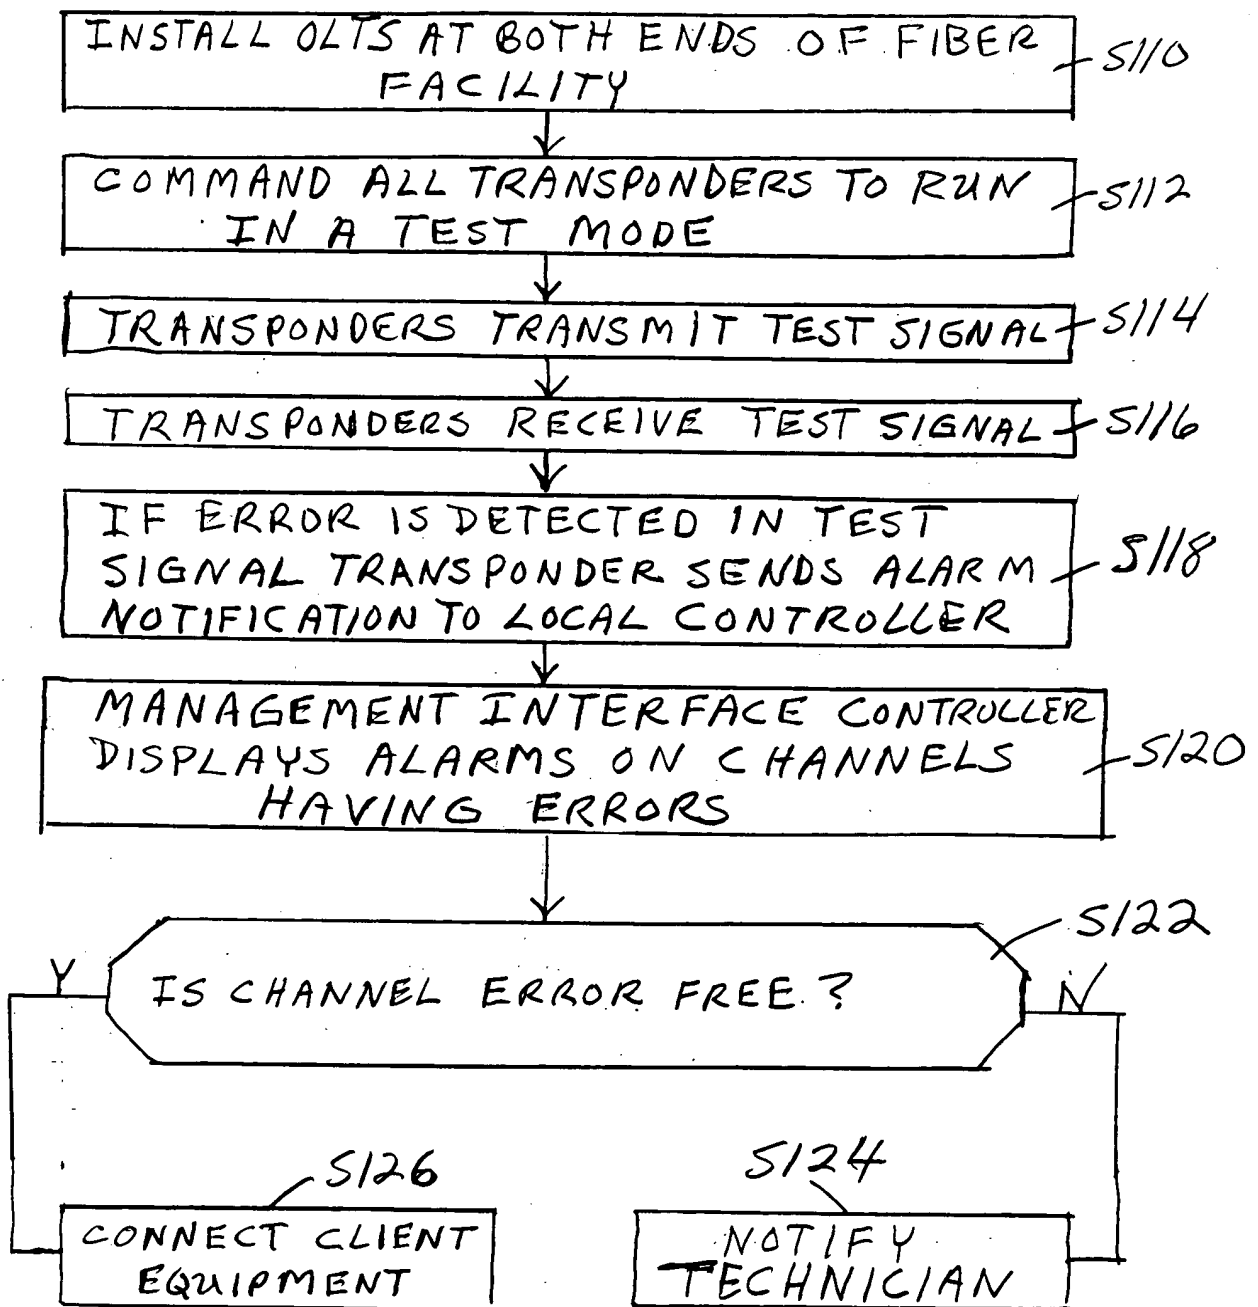 INSTALL OLTS AT BOTH ENDS OF FIBER
FACILITY
S110
COMMAND ALL TRANSPONDERS TO RUN
IN A TEST MODE
S112
TRANSPONDERS TRANSMIT TEST SIGNAL
S114
TRANSPONDERS RECEIVE TEST SIGNAL
S116
IF ERROR IS DETECTED IN TEST
SIGNAL TRANSPONDER SENDS ALARM
NOTIFICATION TO LOCAL CONTROLLER
S118
MANAGEMENT INTERFACE CONTROLLER
DISPLAYS ALARMS ON CHANNELS
HAVING ERRORS
S120
S122
Y
IS CHANNEL ERROR FREE?
N
S126
CONNECT CLIENT
EQUIPMENT
S124
NOTIFY
TECHNICIAN